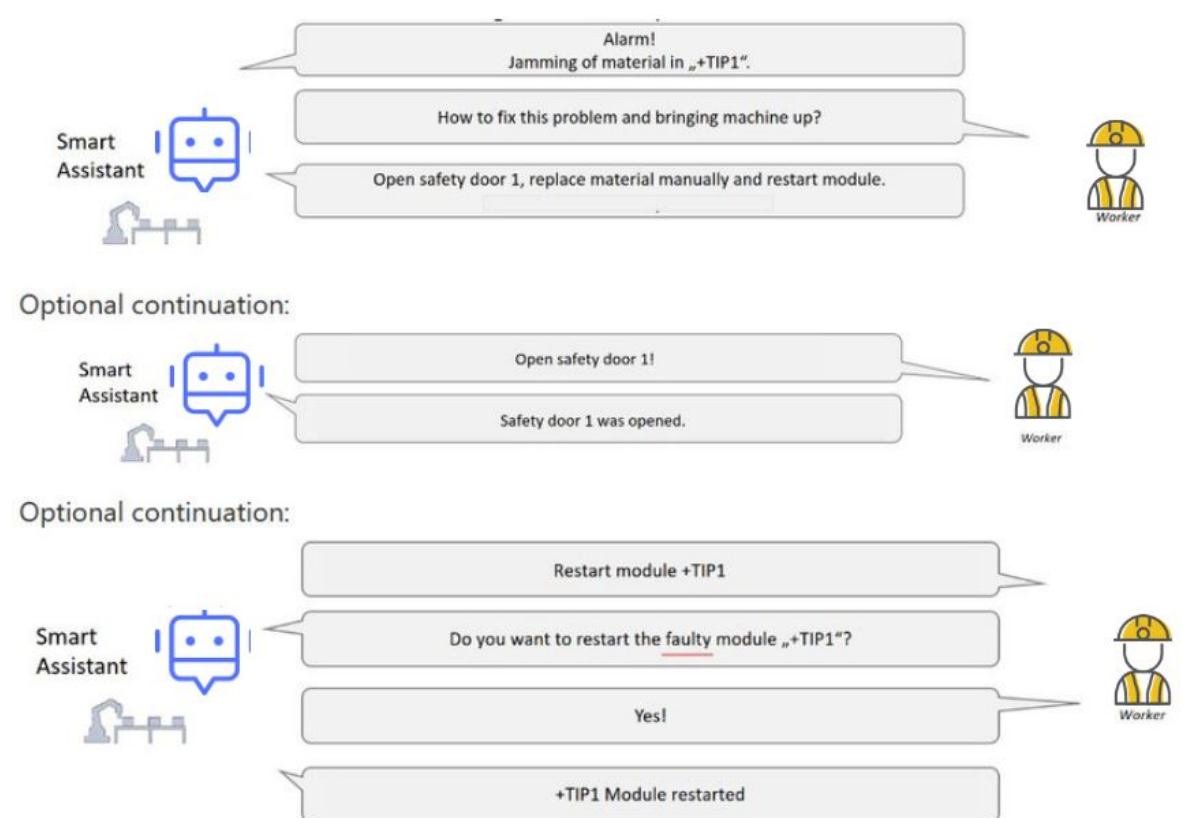 Alarm!
Jamming of material in „+TIP1“.
How to fix this problem and bringing machine up?
Smart
Assistant
Open safety door 1, replace material manually and restart module.
Worker
Optional continuation:
Open safety door 1!
Smart
Assistant
Safety door 1 was opened.
Worker
Optional continuation:
Restart module +TIP1
Smart
Assistant
Do you want to restart the faulty module „+TIP1“?
Yes!
Worker
+TIP1 Module restarted